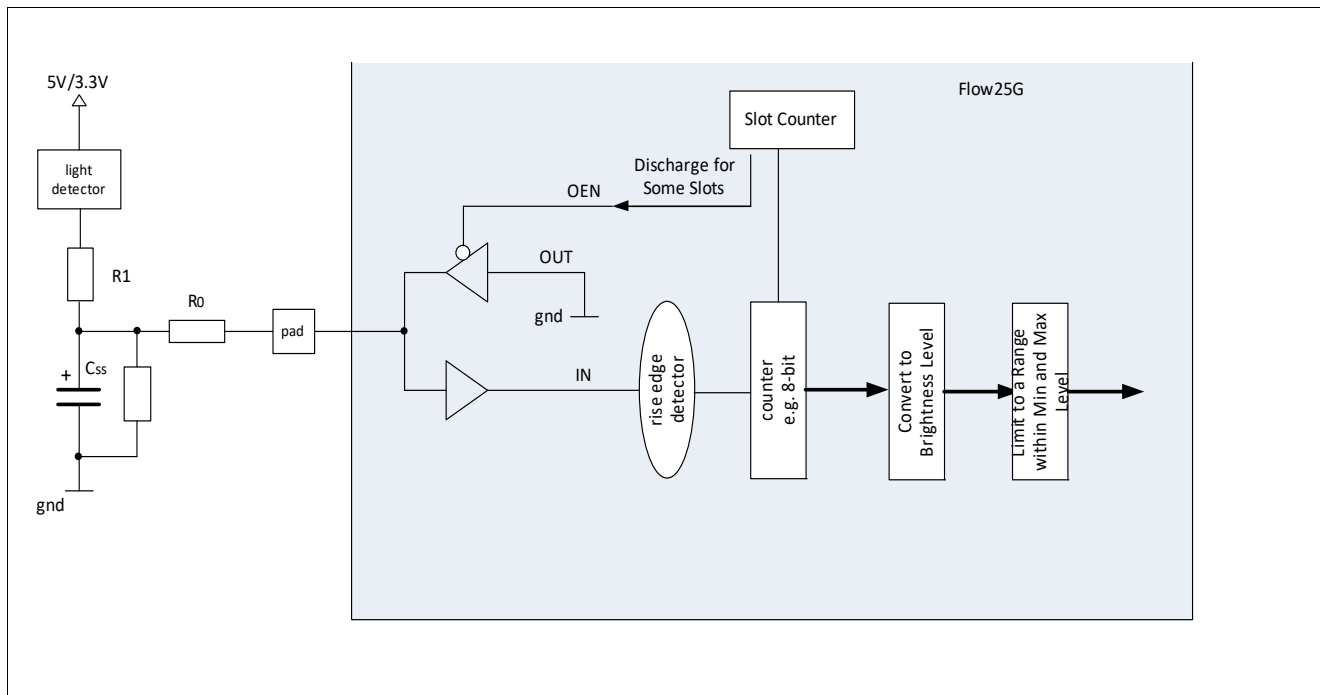 5V/3.3V
light
detector
R1
R0
Css
+
gnd
pad
Flow25G
Slot Counter
Discharge for
Some Slots
OEN
OUT
gnd
IN
rise edge
detector
counter
e.g. 8-bit
Convert to
Brightness Level
Limit to a Range
within Min and Max
Level